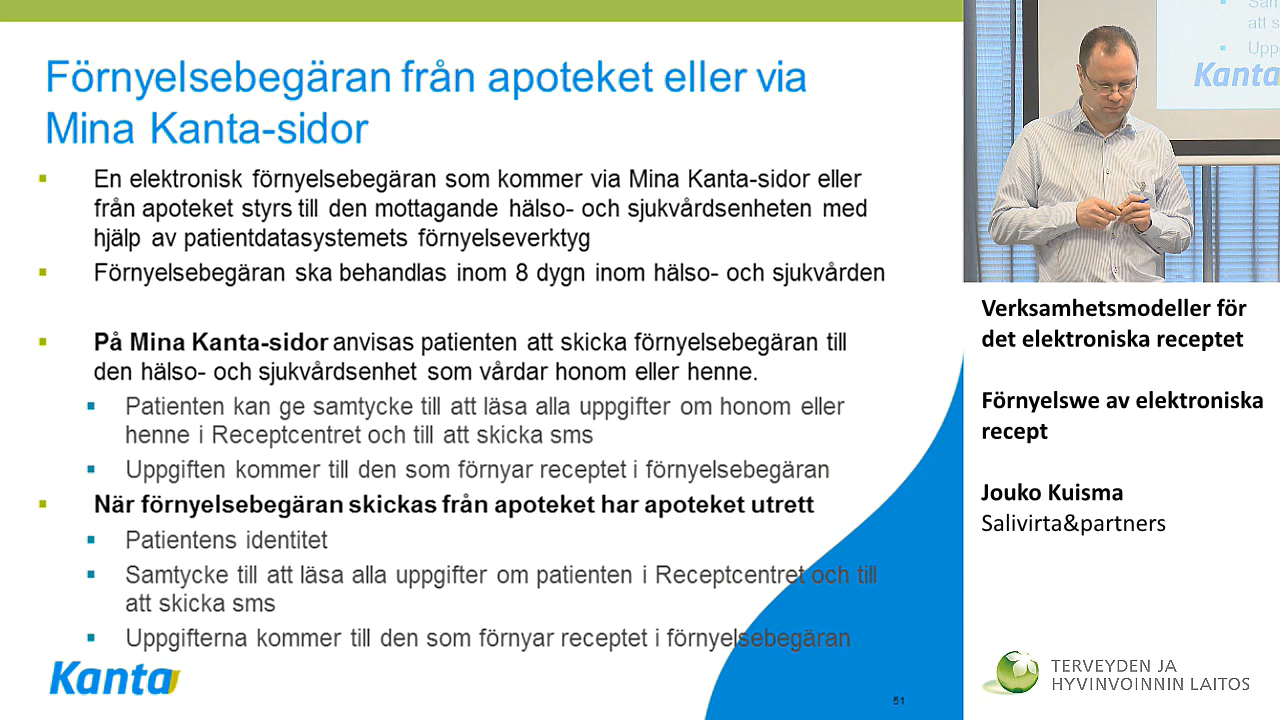 Förnyelsebegäran från apoteket eller via
Mina Kanta-sidor
En elektronisk förnyelsebegäran som kommer via Mina Kanta-sidor eller
från apoteket styrs till den mottagande hälso- och sjukvårdsenheten med
hjälp av patientdatasystemets förnyelseverktyg
Förnyelsebegäran ska behandlas inom 8 dygn inom hälso- och sjukvården
På Mina Kanta-sidor anvisas patienten att skicka förnyelsebegäran till
den hälso- och sjukvårdsenhet som vårdar honom eller henne.
Patienten kan ge samtycke till att läsa alla uppgifter om honom eller
henne i Receptcentret och till att skicka sms
Uppgiften kommer till den som förnyar receptet i förnyelsebegäran
När förnyelsebegäran skickas från apoteket har apoteket utrett
Patientens identitet
Samtycke till att läsa alla uppgifter om patienten i Receptcentret och till
att skicka sms
Uppgifterna kommer till den som förnyar receptet i förnyelsebegäran
Kanta
51
Sam
att s
Uppg
Kanta
Verksamhetsmodeller för
det elektroniska receptet
Förnyelswe av elektroniska
recept
Jouko Kuisma
Salivirta&partners
TERVEYDEN JA
HYVINVOINNIN LAITOS